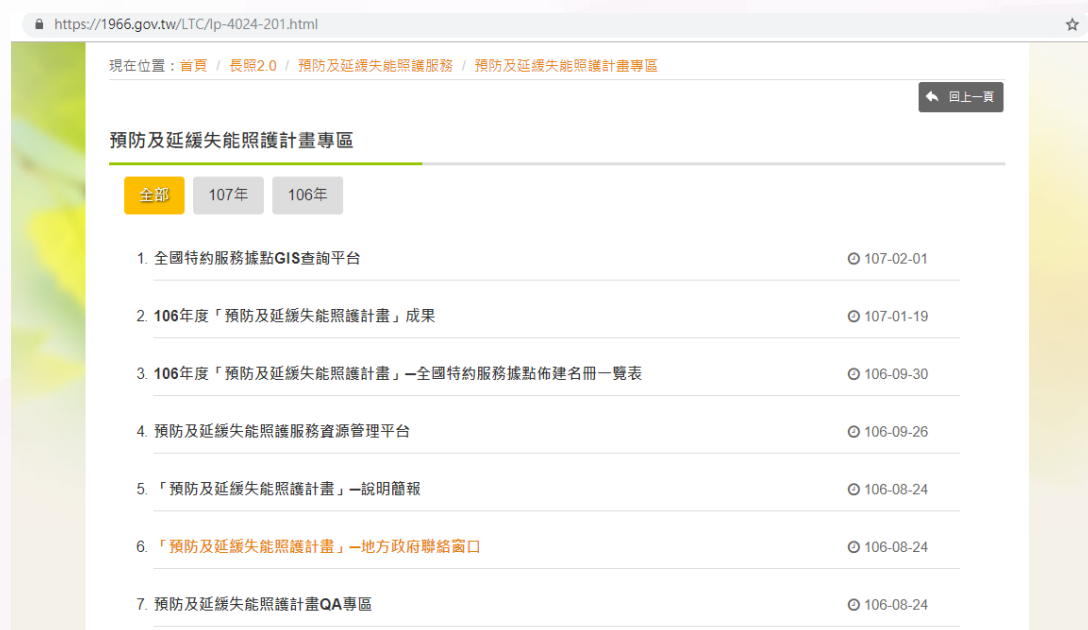 https://1966.gov.tw/LTC/lp-4024-201.html
現在位置：首頁 / 長照2.0 / 預防及延緩失能照護服務 / 預防及延緩失能照護計畫專區
回上一頁
預防及延緩失能照護計畫專區
全部 107年 106年
1. 全國特約服務據點GIS查詢平台 107-02-01
2. 106年度「預防及延緩失能照護計畫」成果 107-01-19
3. 106年度「預防及延緩失能照護計畫」—全國特約服務據點佈建名冊一覽表 106-09-30
4. 預防及延緩失能照護服務資源管理平台 106-09-26
5. 「預防及延緩失能照護計畫」—說明簡報 106-08-24
6. 「預防及延緩失能照護計畫」—地方政府聯絡窗口 106-08-24
7. 預防及延緩失能照護計畫QA專區 106-08-24